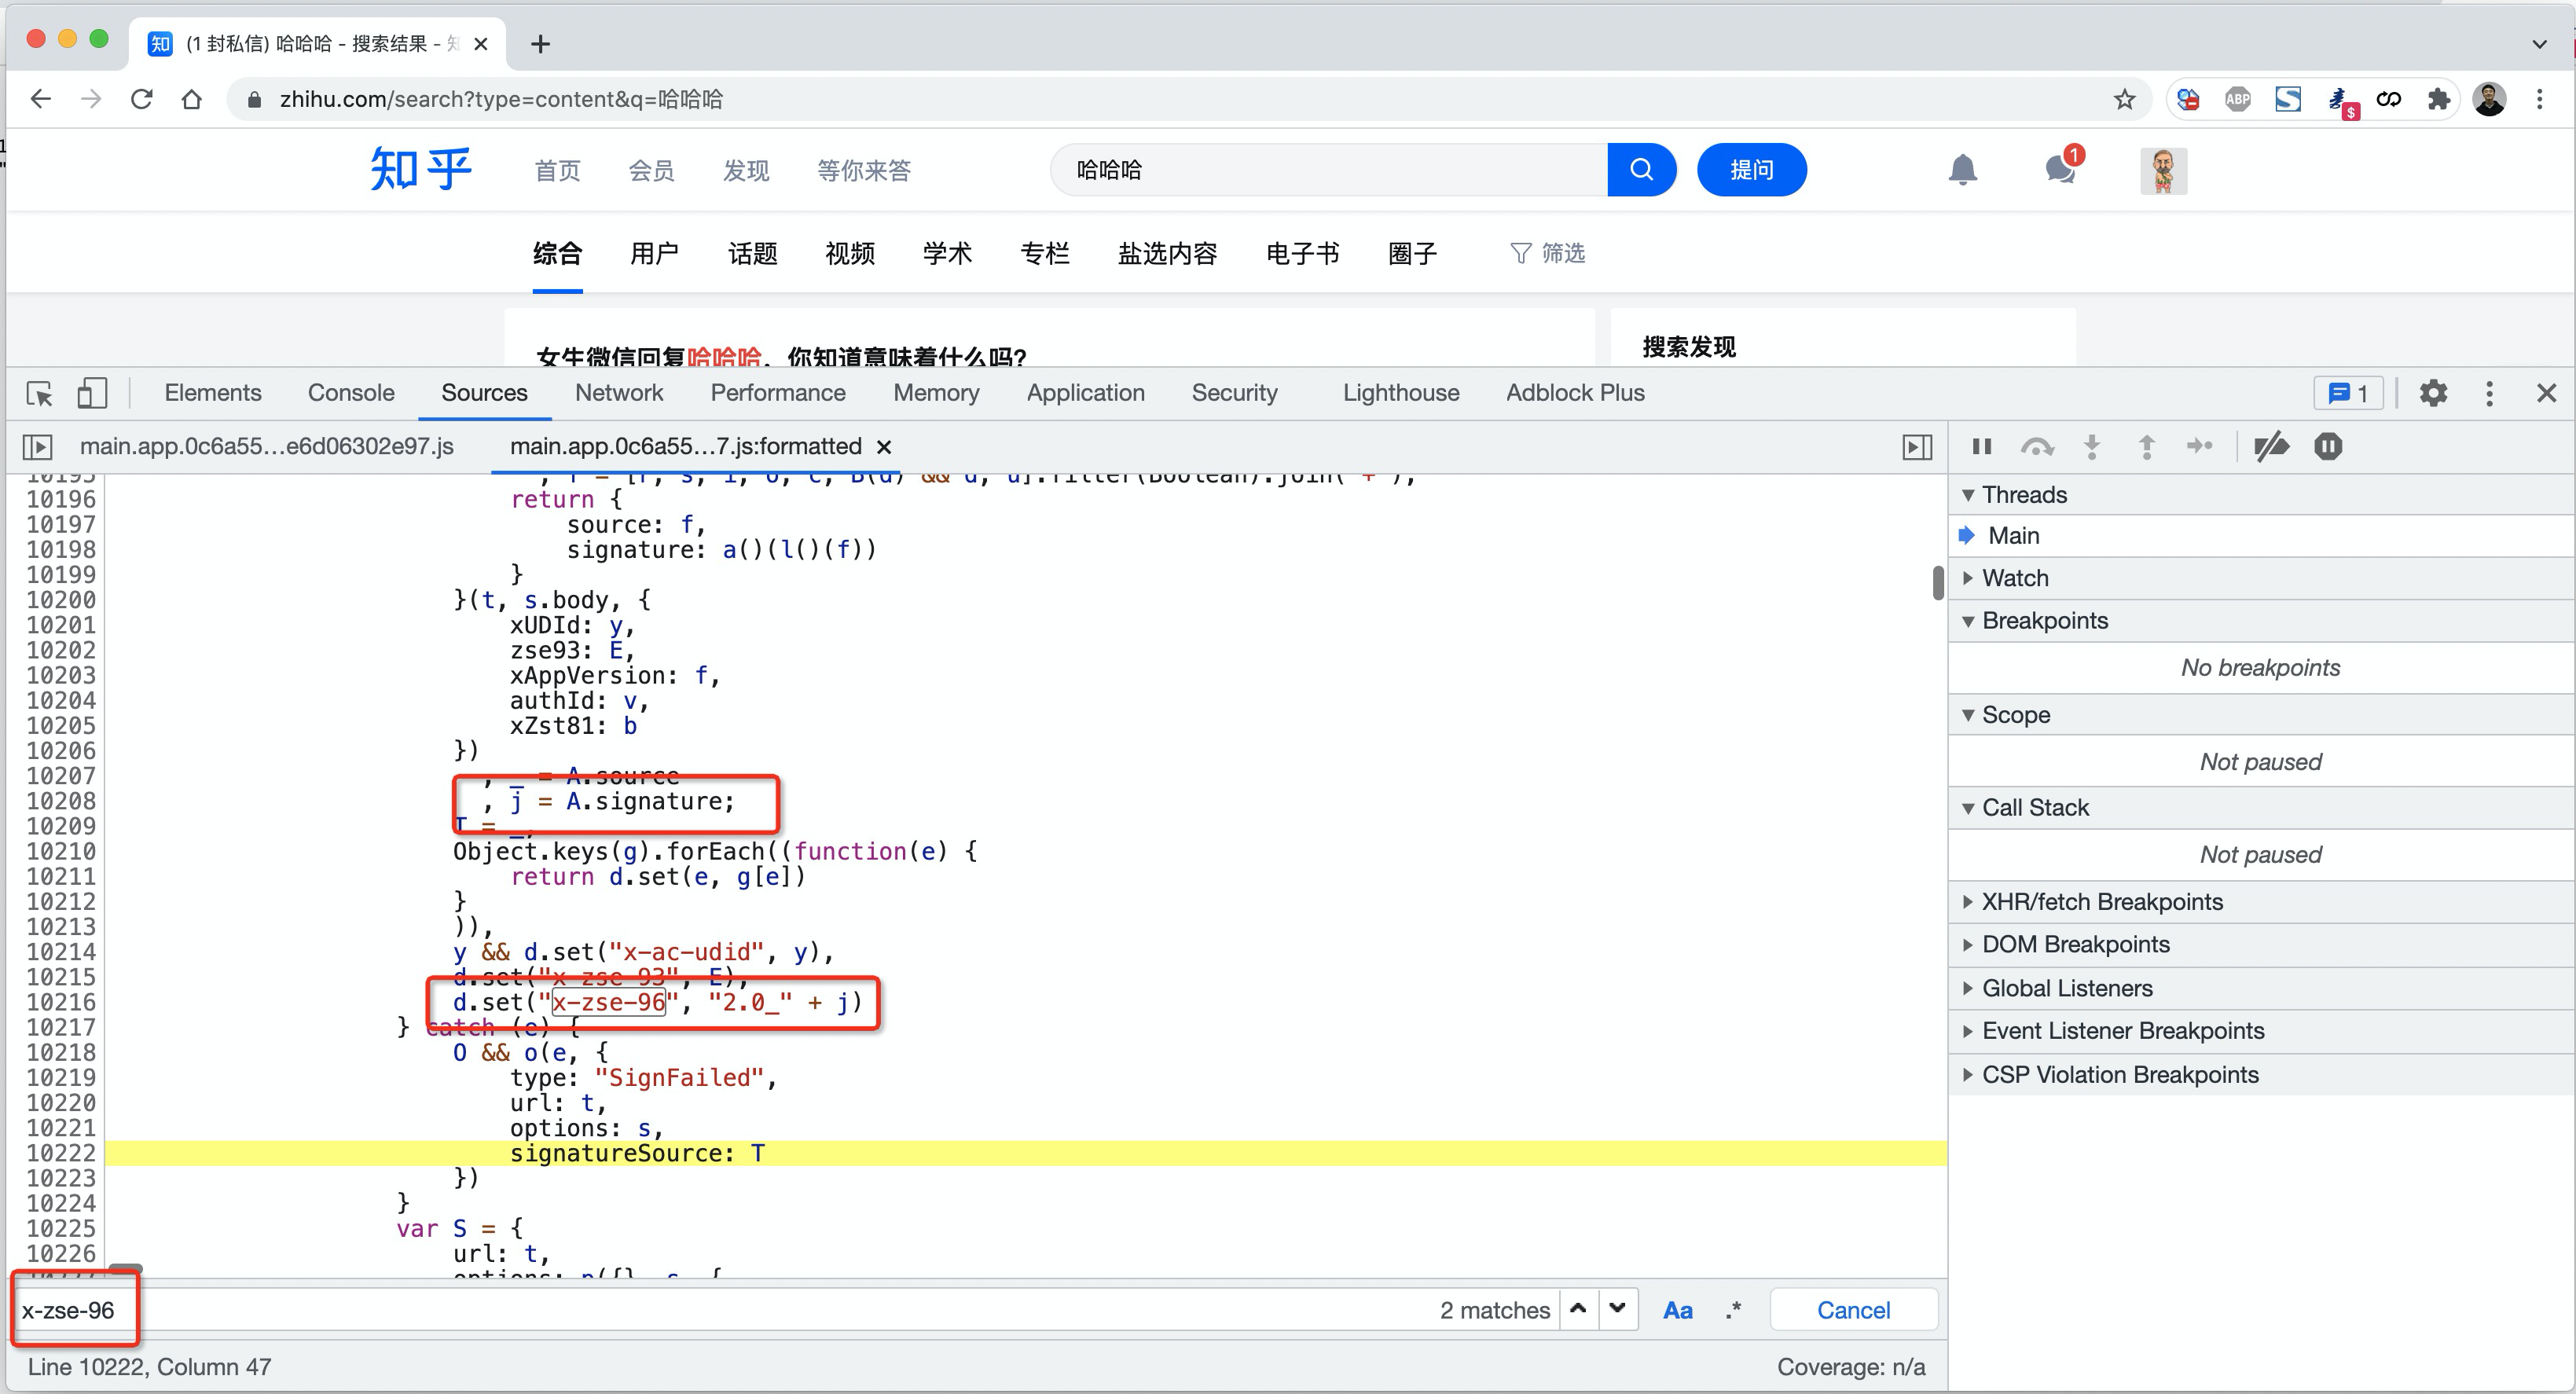 (1 封私信) 哈哈哈 - 搜索结果 - 知
zhihu.com/search?type=content&q=哈哈哈
ABP
S
$
知乎 首页 会员 发现 等你来答 哈哈哈 提问 1
综合 用户 话题 视频 学术 专栏 盐选内容 电子书 圈子 筛选
女生微信回复哈哈哈，你知道意味着什么吗?
搜索发现
Elements Console Sources Network Performance Memory Application Security Lighthouse Adblock Plus 1
main.app.0c6a55…e6d06302e97.js main.app.0c6a55…7.js:formatted
10195 , f = [r, s, i, o, c, B(d) && d, u].filter(Boolean).join("+");
10196 return {
10197 source: f,
10198 signature: a()(l()(f))
10199 }
10200 }(t, s.body, {
10201 xUDId: y,
10202 zse93: E,
10203 xAppVersion: f,
10204 authId: v,
10205 xZst81: b
10206 })
10207 , _ = A.source
10208 , j = A.signature;
10209 T = _,
10210 Object.keys(g).forEach((function(e) {
10211 return d.set(e, g[e])
10212 }
10213 )),
10214 y && d.set("x-ac-udid", y),
10215 d.set("x-zse-93", E),
10216 d.set("x-zse-96", "2.0_" + j)
10217 } catch (e) {
10218 O && o(e, {
10219 type: "SignFailed",
10220 url: t,
10221 options: s,
10222 signatureSource: T
10223 })
10224 }
10225 var S = {
10226 url: t,
10227 options: p({}, s, {
x-zse-96 2 matches Aa .* Cancel
Line 10222, Column 47 Coverage: n/a
Threads
Main
Watch
Breakpoints
No breakpoints
Scope
Not paused
Call Stack
Not paused
XHR/fetch Breakpoints
DOM Breakpoints
Global Listeners
Event Listener Breakpoints
CSP Violation Breakpoints